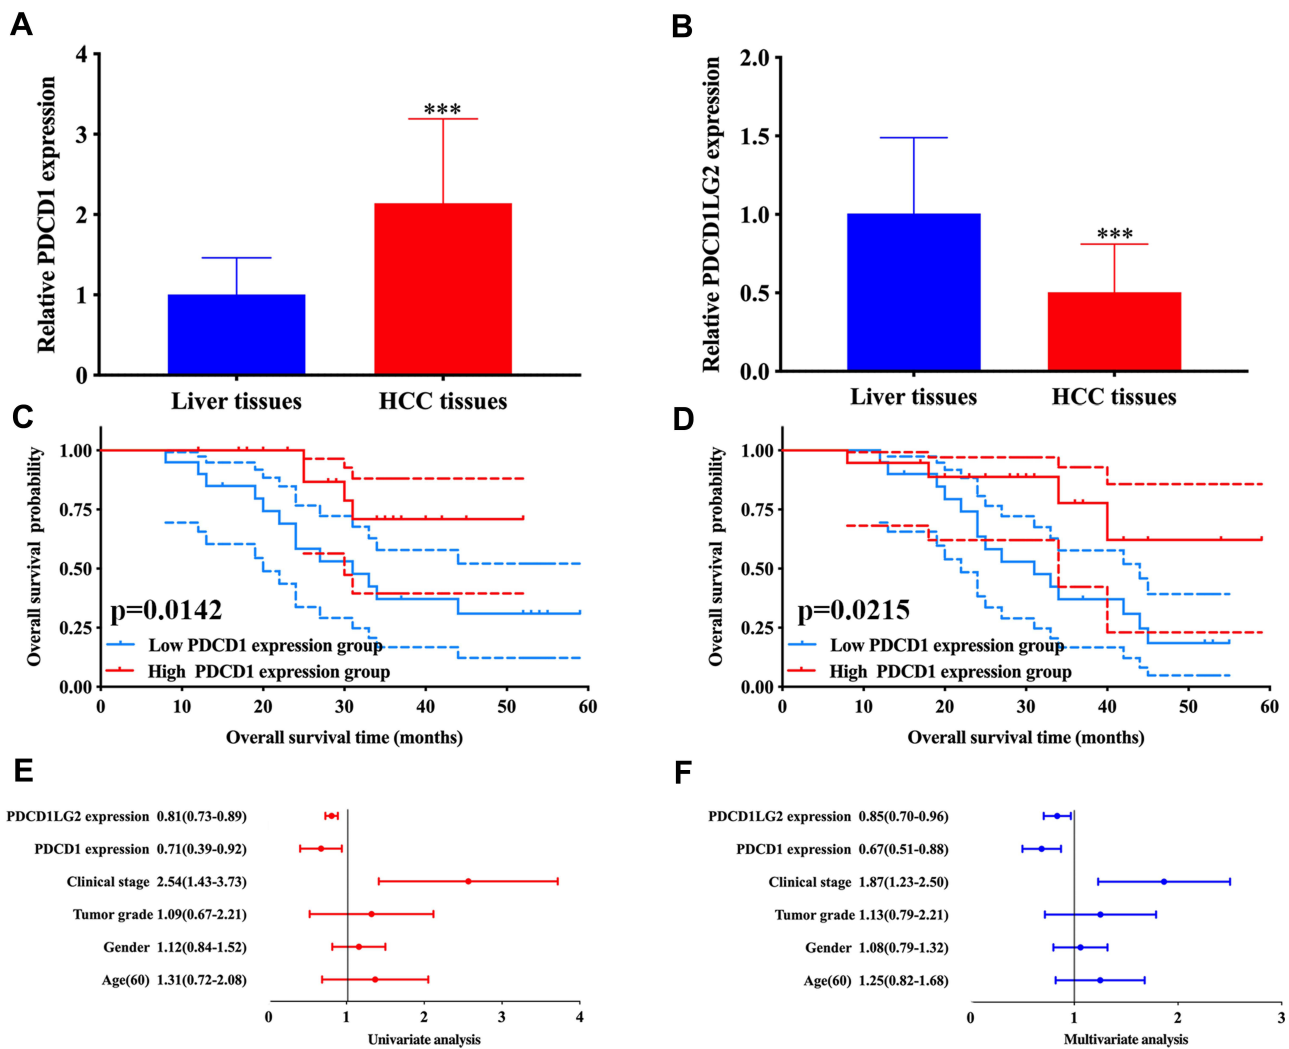 A
Relative PDCD1 expression
4
3
2
1
0
***
Liver tissues
HCC tissues
B
Relative PDCD1LG2 expression
2.0
1.5
1.0
0.5
0.0
***
Liver tissues
HCC tissues
C
Overall survival probability
1.00
0.75
0.50
0.25
0.00
p=0.0142
Low PDCD1 expression group
High PDCD1 expression group
0 10 20 30 40 50 60
Overall survival time (months)
D
Overall survival probability
1.00
0.75
0.50
0.25
0.00
p=0.0215
Low PDCD1 expression group
High PDCD1 expression group
0 10 20 30 40 50 60
Overall survival time (months)
E
PDCD1LG2 expression 0.81(0.73-0.89)
PDCD1 expression 0.71(0.39-0.92)
Clinical stage 2.54(1.43-3.73)
Tumor grade 1.09(0.67-2.21)
Gender 1.12(0.84-1.52)
Age(60) 1.31(0.72-2.08)
0 1 2 3 4
Univariate analysis
F
PDCD1LG2 expression 0.85(0.70-0.96)
PDCD1 expression 0.67(0.51-0.88)
Clinical stage 1.87(1.23-2.50)
Tumor grade 1.13(0.79-2.21)
Gender 1.08(0.79-1.32)
Age(60) 1.25(0.82-1.68)
0 1 2 3
Multivariate analysis